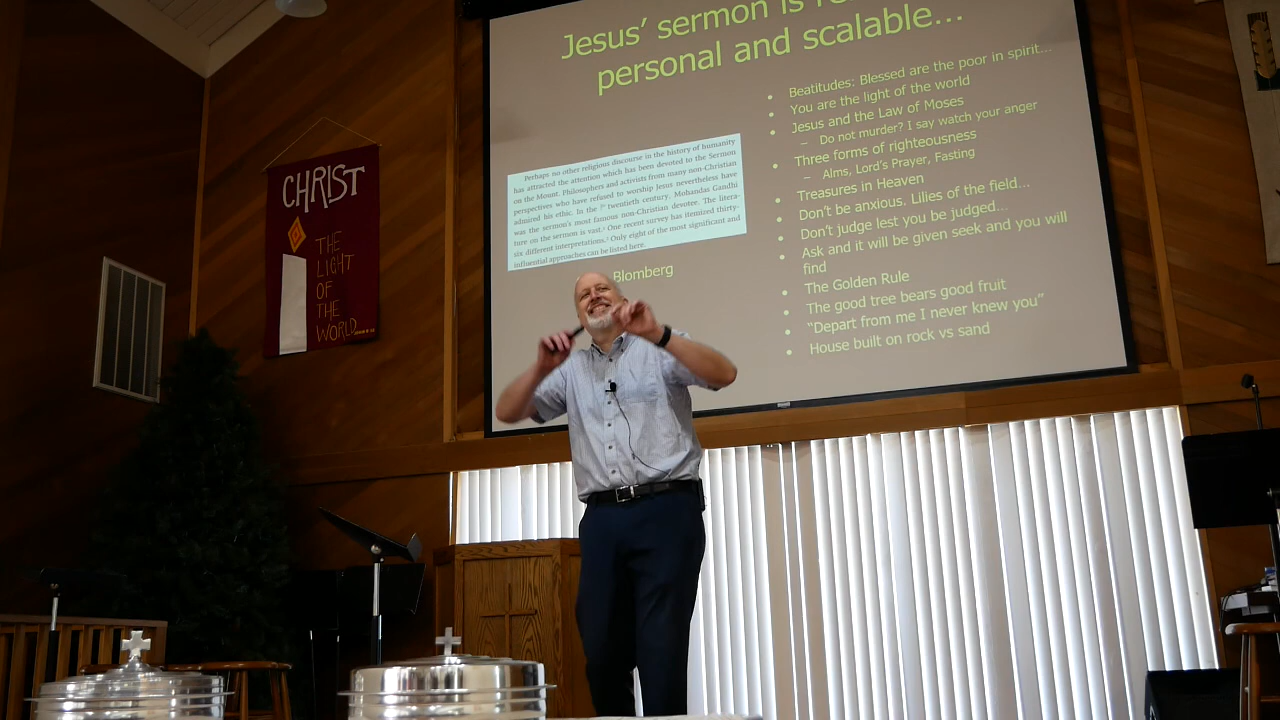 Jesus' sermon is
personal and scalable...
Perhaps no other religious discourse in the history of humanity
has attracted the attention which has been devoted to the Sermon
on the Mount. Philosophers and activists from many non-Christian
perspectives who have refused to worship Jesus nevertheless have
admired his ethic. In the twentieth century, Mohandas Gandhi
was the sermon's most famous non-Christian devotee. The litera-
ture on the sermon is vast. One recent survey has itemized thirty-
six different interpretations. Only eight of the most significant and
influential approaches can be listed here.
Blomberg
• Beatitudes: Blessed are the poor in spirit...
• You are the light of the world
• Jesus and the Law of Moses
– Do not murder? I say watch your anger
• Three forms of righteousness
– Alms, Lord's Prayer, Fasting
• Treasures in Heaven
• Don't be anxious. Lilies of the field...
• Don't judge lest you be judged...
• Ask and it will be given seek and you will
find
• The Golden Rule
• The good tree bears good fruit
• "Depart from me I never knew you"
• House built on rock vs sand
CHRIST
THE
LIGHT
OF
THE
WORLD